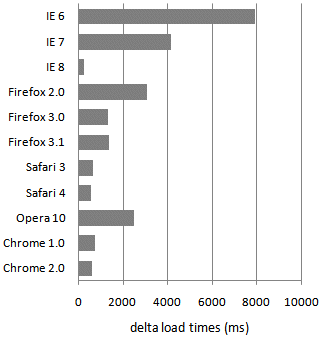 IE 6
IE 7
IE 8
Firefox 2.0
Firefox 3.0
Firefox 3.1
Safari 3
Safari 4
Opera 10
Chrome 1.0
Chrome 2.0
0 2000 4000 6000 8000 10000
delta load times (ms)